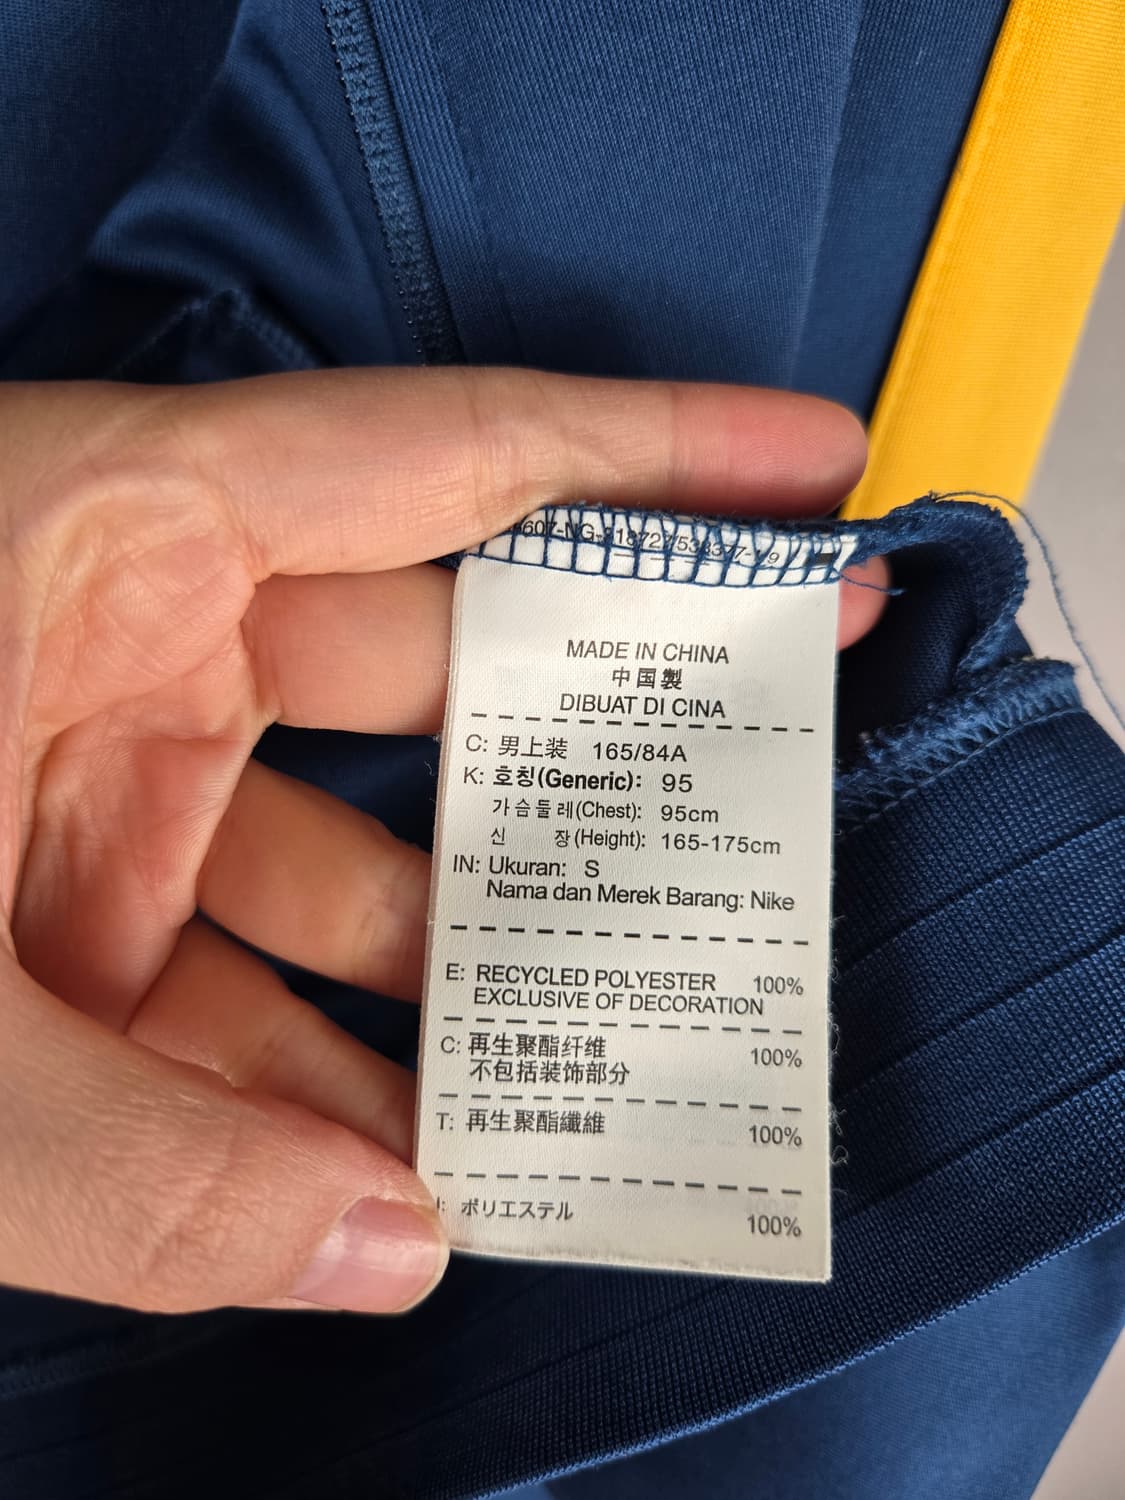 MADE IN CHINA
中国製
DIBUAT DI CINA
C: 男上装 165/84A
K: 호칭(Generic): 95
가슴둘레(Chest): 95cm
신 장(Height): 165-175cm
IN: Ukuran: S
Nama dan Merek Barang: Nike
E: RECYCLED POLYESTER 100%
EXCLUSIVE OF DECORATION
C: 再生聚酯纤维 100%
不包括装饰部分
T: 再生聚酯纖維 100%
ポリエステル 100%